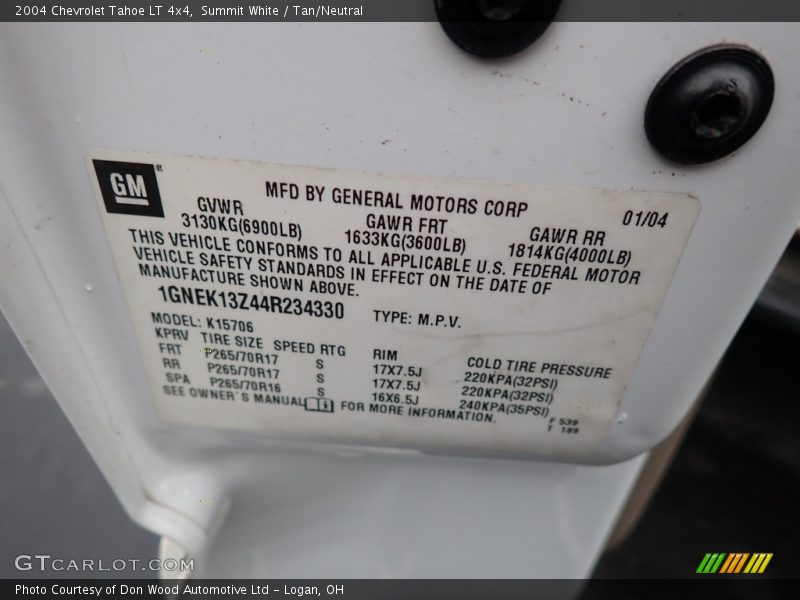 2004 Chevrolet Tahoe LT 4x4, Summit White / Tan/Neutral
GM ®
MFD BY GENERAL MOTORS CORP 01/04
GVWR GAWR FRT GAWR RR
3130KG(6900LB) 1633KG(3600LB) 1814KG(4000LB)
THIS VEHICLE CONFORMS TO ALL APPLICABLE U.S. FEDERAL MOTOR
VEHICLE SAFETY STANDARDS IN EFFECT ON THE DATE OF
MANUFACTURE SHOWN ABOVE.
1GNEK13Z44R234330 TYPE: M.P.V.
MODEL: K15706
KPRV TIRE SIZE SPEED RTG RIM COLD TIRE PRESSURE
FRT P265/70R17 S 17X7.5J 220KPA(32PSI)
RR P265/70R17 S 17X7.5J 220KPA(32PSI)
SPA P265/70R16 S 16X6.5J 240KPA(35PSI)
SEE OWNER'S MANUAL FOR MORE INFORMATION.
F 539
T 189
GTCARLOT.COM
Photo Courtesy of Don Wood Automotive Ltd - Logan, OH